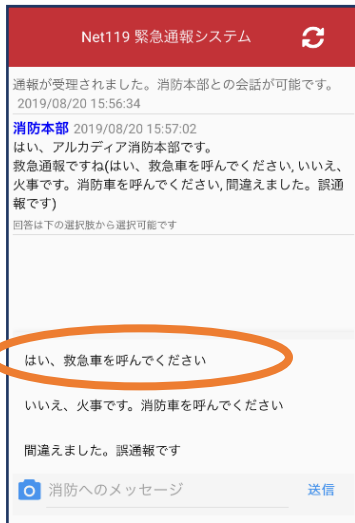 Net119 緊急通報システム
通報が受理されました。消防本部との会話が可能です。
2019/08/20 15:56:34
消防本部 2019/08/20 15:57:02
はい、アルカディア消防本部です。
救急通報ですね(はい、救急車を呼んでください, いいえ、
火事です。消防車を呼んでください, 間違えました。誤通
報です)
回答は下の選択肢から選択可能です
はい、救急車を呼んでください
いいえ、火事です。消防車を呼んでください
間違えました。誤通報です
消防へのメッセージ 送信